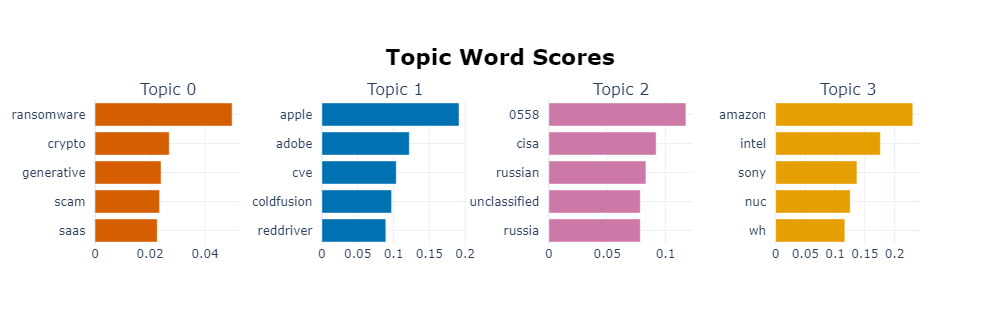 Topic Word Scores
Topic 0
ransomware
crypto
generative
scam
saas
0 0.02 0.04
Topic 1
apple
adobe
cve
coldfusion
reddriver
0 0.05 0.1 0.15 0.2
Topic 2
0558
cisa
russian
unclassified
russia
0 0.05 0.1
Topic 3
amazon
intel
sony
nuc
wh
0 0.05 0.1 0.15 0.2